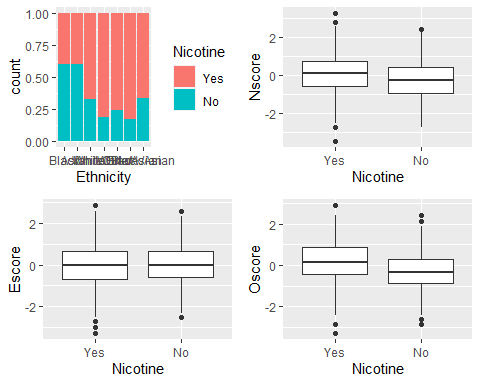 1.00
0.75
0.50
0.25
0.00
count
Ethnicity
Nicotine
Yes
No
2
0
-2
Nscore
Yes No
Nicotine
2
0
-2
Escore
Yes No
Nicotine
2
0
-2
Oscore
Yes No
Nicotine